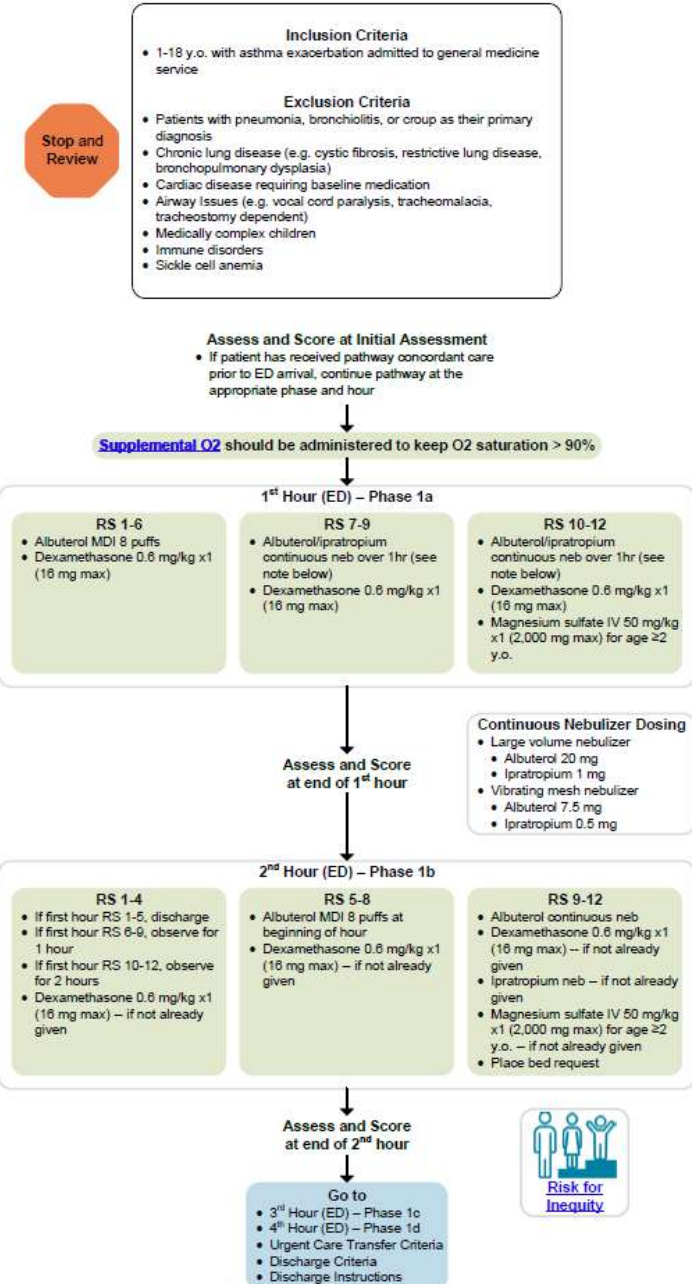 Inclusion Criteria
• 1-18 y.o. with asthma exacerbation admitted to general medicine
service
Exclusion Criteria
• Patients with pneumonia, bronchiolitis, or croup as their primary
diagnosis
• Chronic lung disease (e.g. cystic fibrosis, restrictive lung disease,
bronchopulmonary dysplasia)
• Cardiac disease requiring baseline medication
• Airway Issues (e.g. vocal cord paralysis, tracheomalacia,
tracheostomy dependent)
• Medically complex children
• Immune disorders
• Sickle cell anemia
Stop and
Review
Assess and Score at Initial Assessment
• If patient has received pathway concordant care
prior to ED arrival, continue pathway at the
appropriate phase and hour
Supplemental O2 should be administered to keep O2 saturation > 90%
1st Hour (ED) – Phase 1a
RS 1-6
• Albuterol MDI 8 puffs
• Dexamethasone 0.6 mg/kg x1
(16 mg max)
RS 7-9
• Albuterol/ipratropium
continuous neb over 1hr (see
note below)
• Dexamethasone 0.6 mg/kg x1
(16 mg max)
RS 10-12
• Albuterol/ipratropium
continuous neb over 1hr (see
note below)
• Dexamethasone 0.6 mg/kg x1
(16 mg max)
• Magnesium sulfate IV 50 mg/kg
x1 (2,000 mg max) for age ≥2
y.o.
Assess and Score
at end of 1st hour
Continuous Nebulizer Dosing
• Large volume nebulizer
• Albuterol 20 mg
• Ipratropium 1 mg
• Vibrating mesh nebulizer
• Albuterol 7.5 mg
• Ipratropium 0.5 mg
2nd Hour (ED) – Phase 1b
RS 1-4
• If first hour RS 1-5, discharge
• If first hour RS 6-9, observe for
1 hour
• If first hour RS 10-12, observe
for 2 hours
• Dexamethasone 0.6 mg/kg x1
(16 mg max) – if not already
given
RS 5-8
• Albuterol MDI 8 puffs at
beginning of hour
• Dexamethasone 0.6 mg/kg x1
(16 mg max) – if not already
given
RS 9-12
• Albuterol continuous neb
• Dexamethasone 0.6 mg/kg x1
(16 mg max) -- if not already
given
• Ipratropium neb – if not already
given
• Magnesium sulfate IV 50 mg/kg
x1 (2,000 mg max) for age ≥2
y.o. – if not already given
• Place bed request
Assess and Score
at end of 2nd hour
Risk for
Inequity
Go to
• 3rd Hour (ED) – Phase 1c
• 4th Hour (ED) – Phase 1d
• Urgent Care Transfer Criteria
• Discharge Criteria
• Discharge Instructions